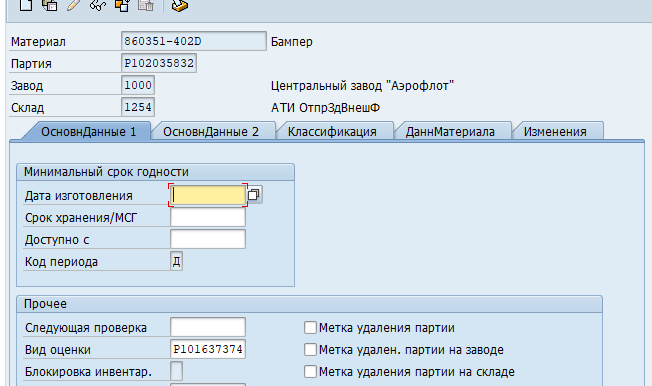 Материал 860351-402D Бампер
Партия P102035832
Завод 1000 Центральный завод "Аэрофлот"
Склад 1254 АТИ ОтпрЗдВнешФ
ОсновнДанные 1 ОсновнДанные 2 Классификация ДаннМатериала Изменения
Минимальный срок годности
Дата изготовления
Срок хранения/МСГ
Доступно с
Код периода Д
Прочее
Следующая проверка Метка удаления партии
Вид оценки P101637374 Метка удален. партии на заводе
Блокировка инвентар. Метка удаления партии на складе